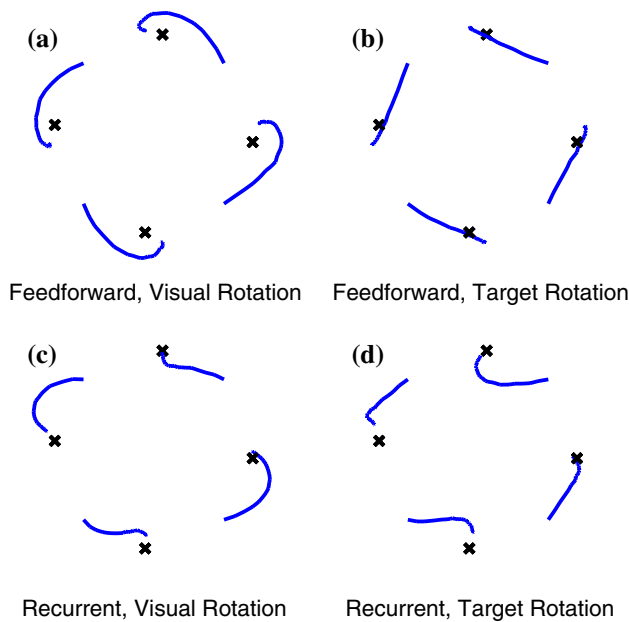 (a) (b)
Feedforward, Visual Rotation Feedforward, Target Rotation
(c) (d)
Recurrent, Visual Rotation Recurrent, Target Rotation